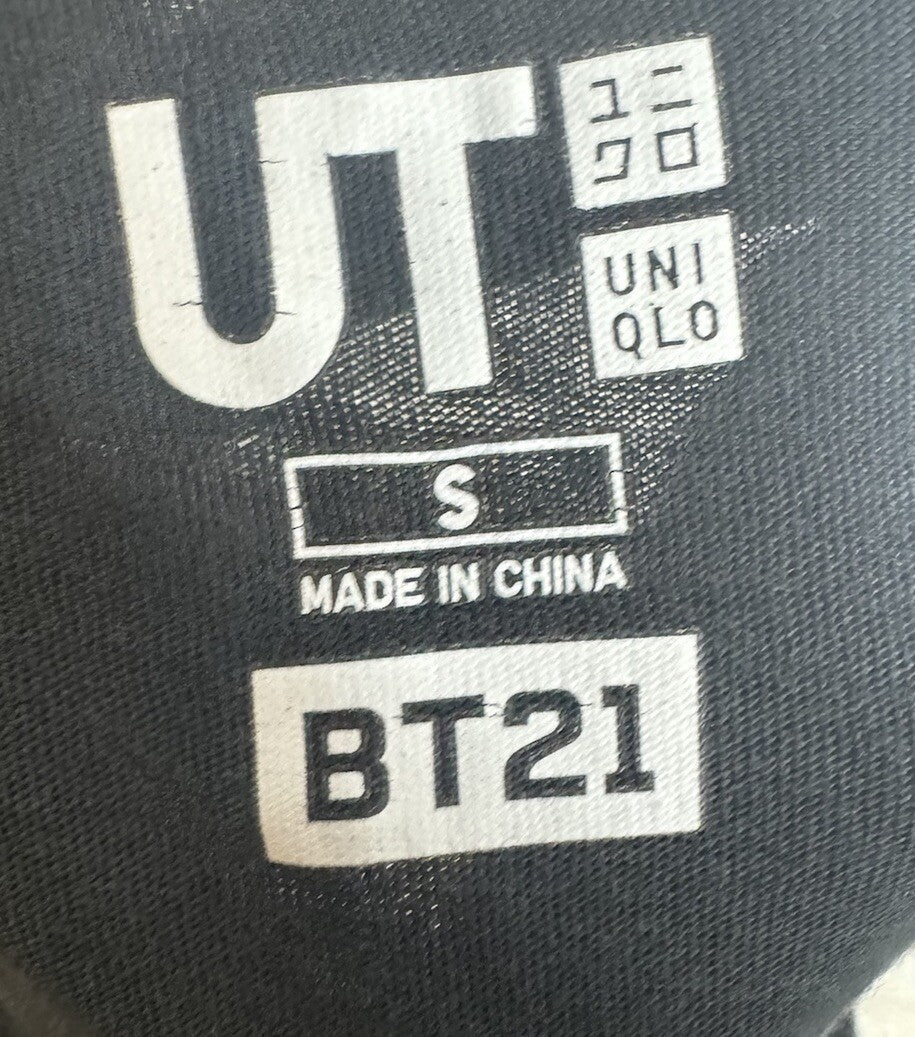 UT
ユニ
クロ
UNI
QLO
S
MADE IN CHINA
BT21